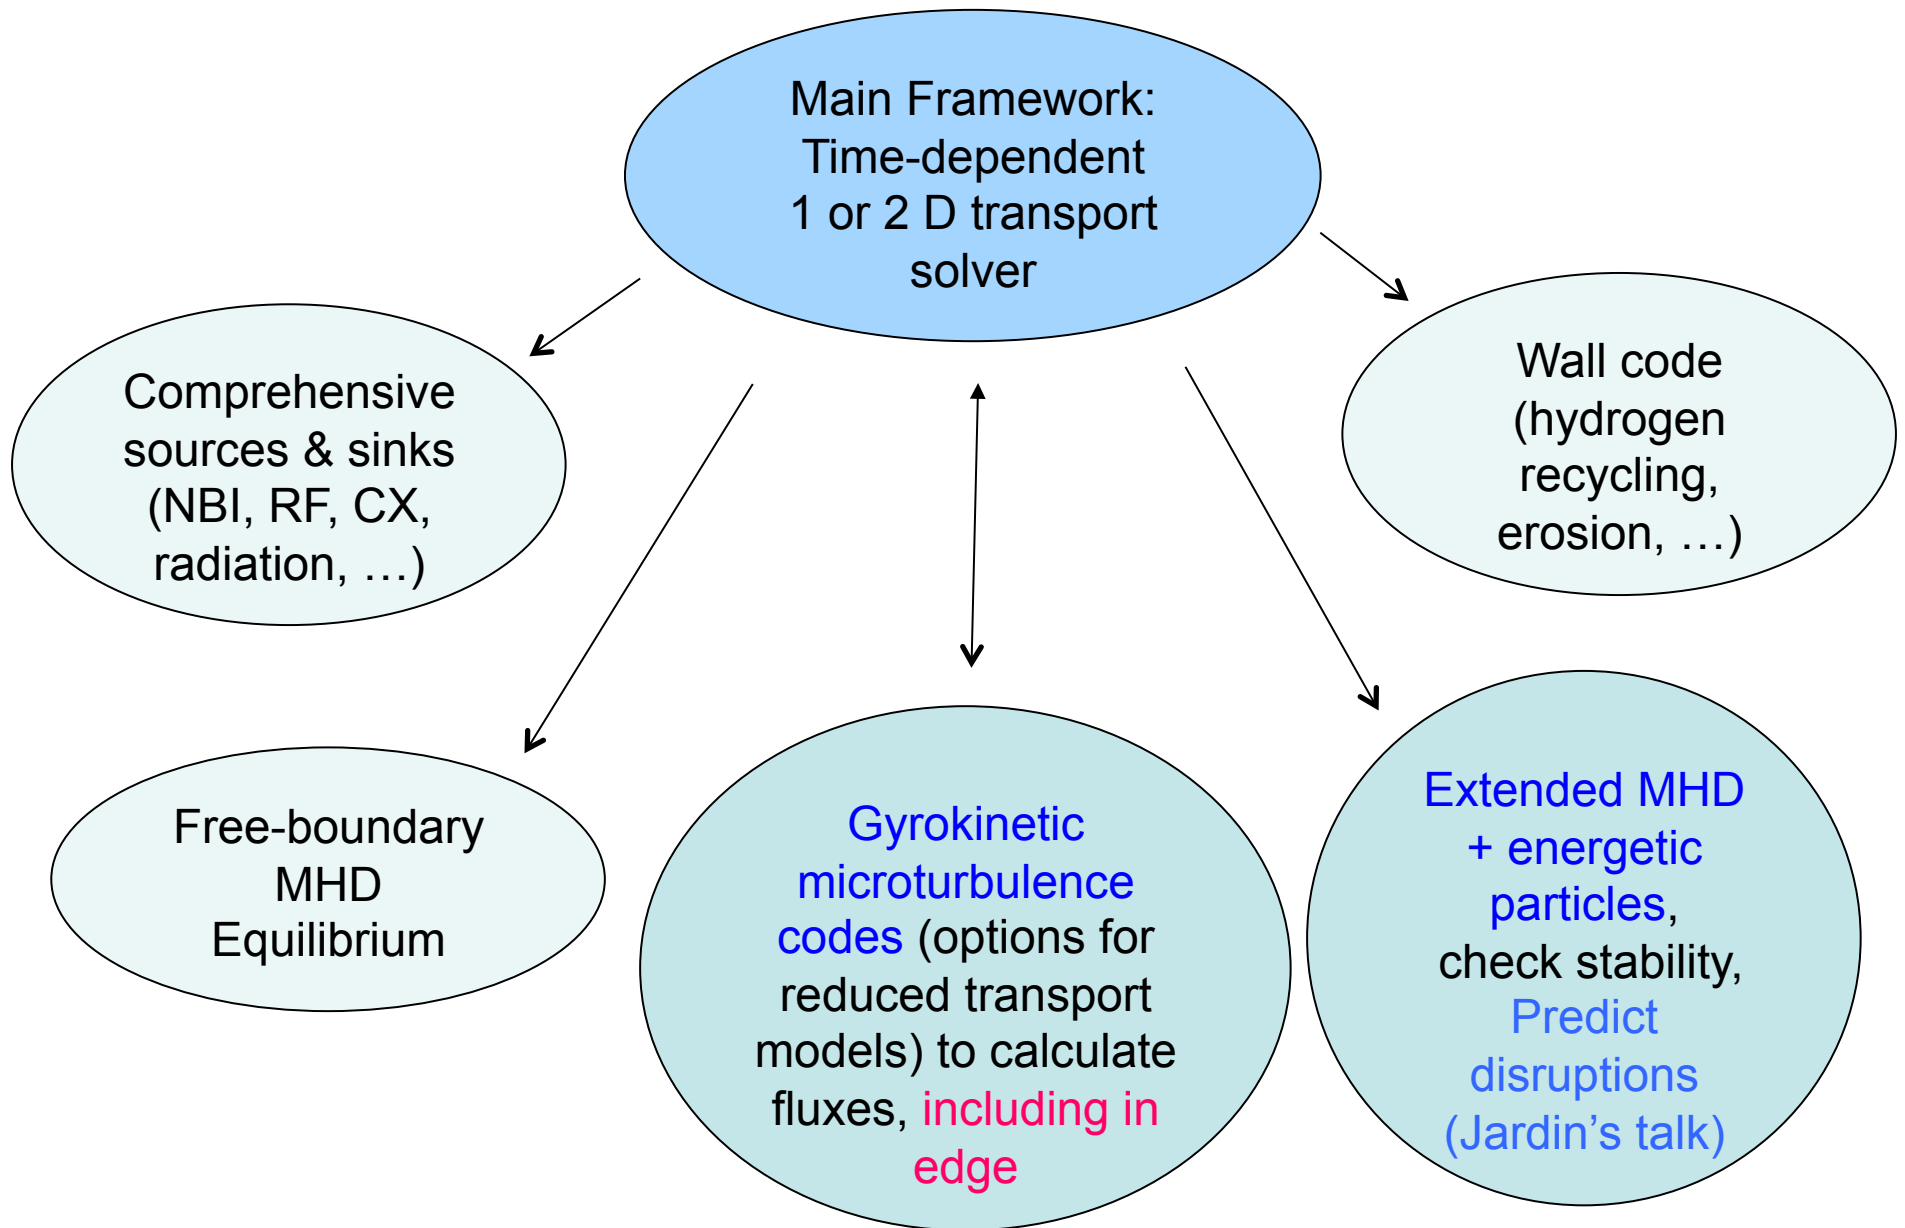 Main Framework:
Time-dependent
1 or 2 D transport
solver
Comprehensive
sources & sinks
(NBI, RF, CX,
radiation, …)
Wall code
(hydrogen
recycling,
erosion, …)
Free-boundary
MHD
Equilibrium
Gyrokinetic
microturbulence
codes (options for
reduced transport
models) to calculate
fluxes, including in
edge
Extended MHD
+ energetic
particles,
check stability,
Predict
disruptions
(Jardin’s talk)